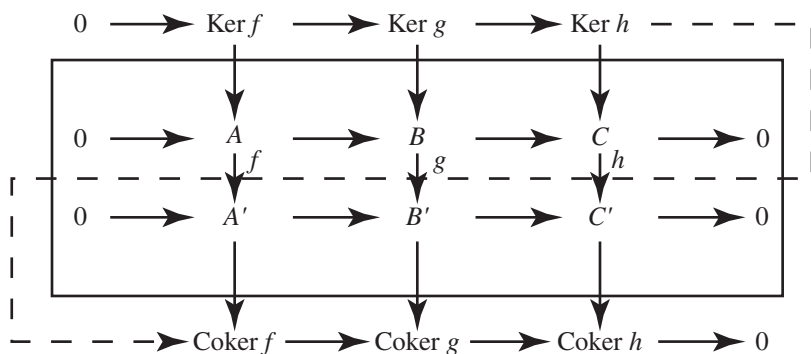 0 Ker f Ker g Ker h
0 A B C 0
f g h
0 A′ B′ C′ 0
Coker f Coker g Coker h 0